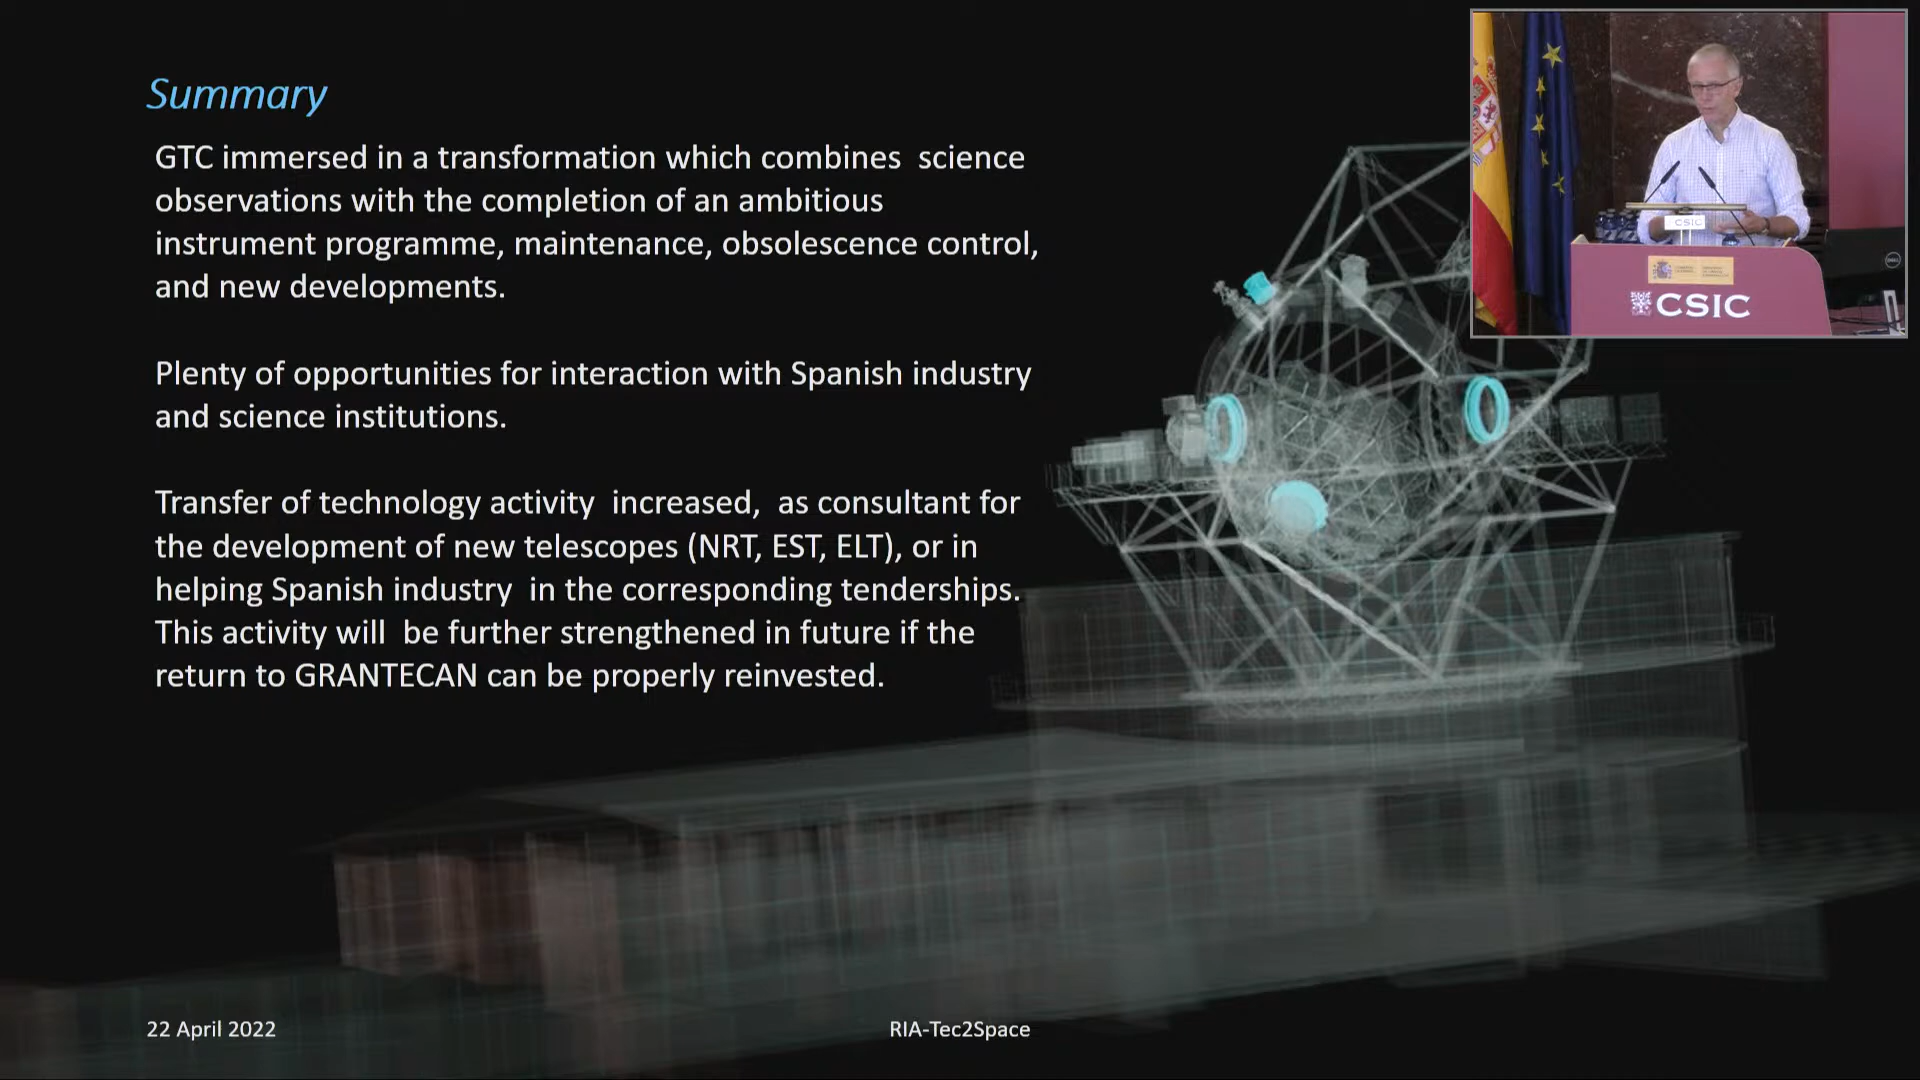 Summary
GTC immersed in a transformation which combines science
observations with the completion of an ambitious
instrument programme, maintenance, obsolescence control,
and new developments.
Plenty of opportunities for interaction with Spanish industry
and science institutions.
Transfer of technology activity increased, as consultant for
the development of new telescopes (NRT, EST, ELT), or in
helping Spanish industry in the corresponding tenderships.
This activity will be further strengthened in future if the
return to GRANTECAN can be properly reinvested.
22 April 2022
RIA-Tec2Space
CSIC
CSIC
DELL